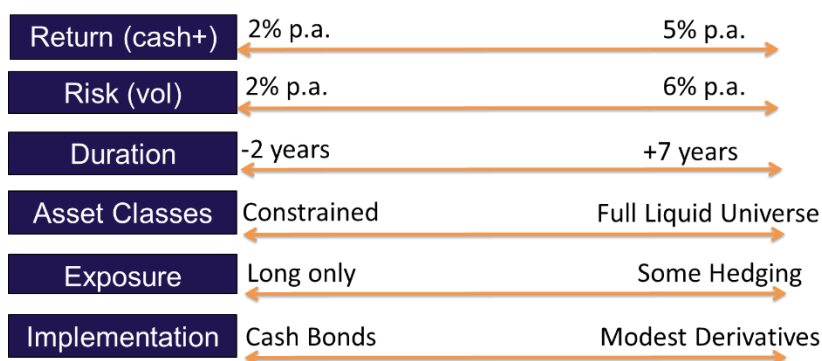 Return (cash+) 2% p.a. 5% p.a.
Risk (vol) 2% p.a. 6% p.a.
Duration -2 years +7 years
Asset Classes Constrained Full Liquid Universe
Exposure Long only Some Hedging
Implementation Cash Bonds Modest Derivatives